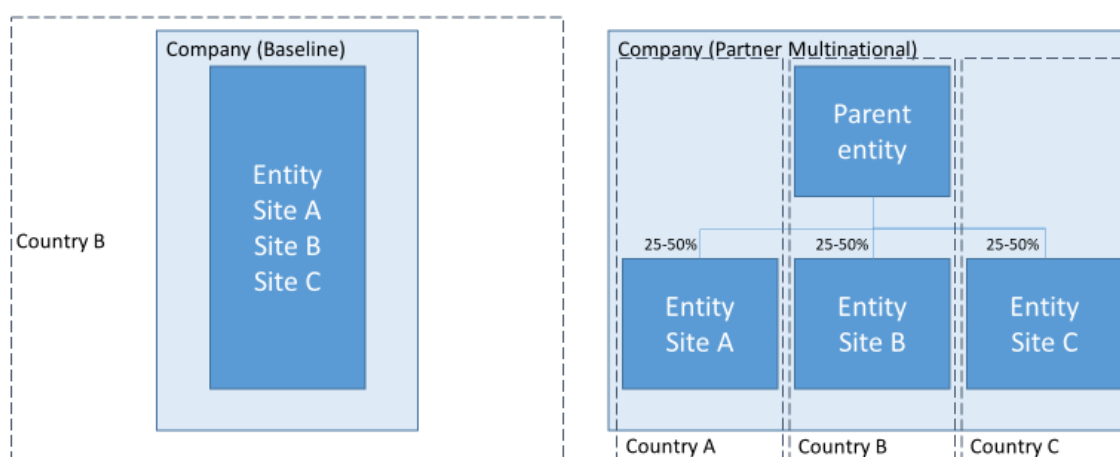 Company (Baseline)
Entity
Site A
Site B
Site C
Country B
Company (Partner Multinational)
Parent
entity
25-50%
25-50%
25-50%
Entity
Site A
Entity
Site B
Entity
Site C
Country A
Country B
Country C